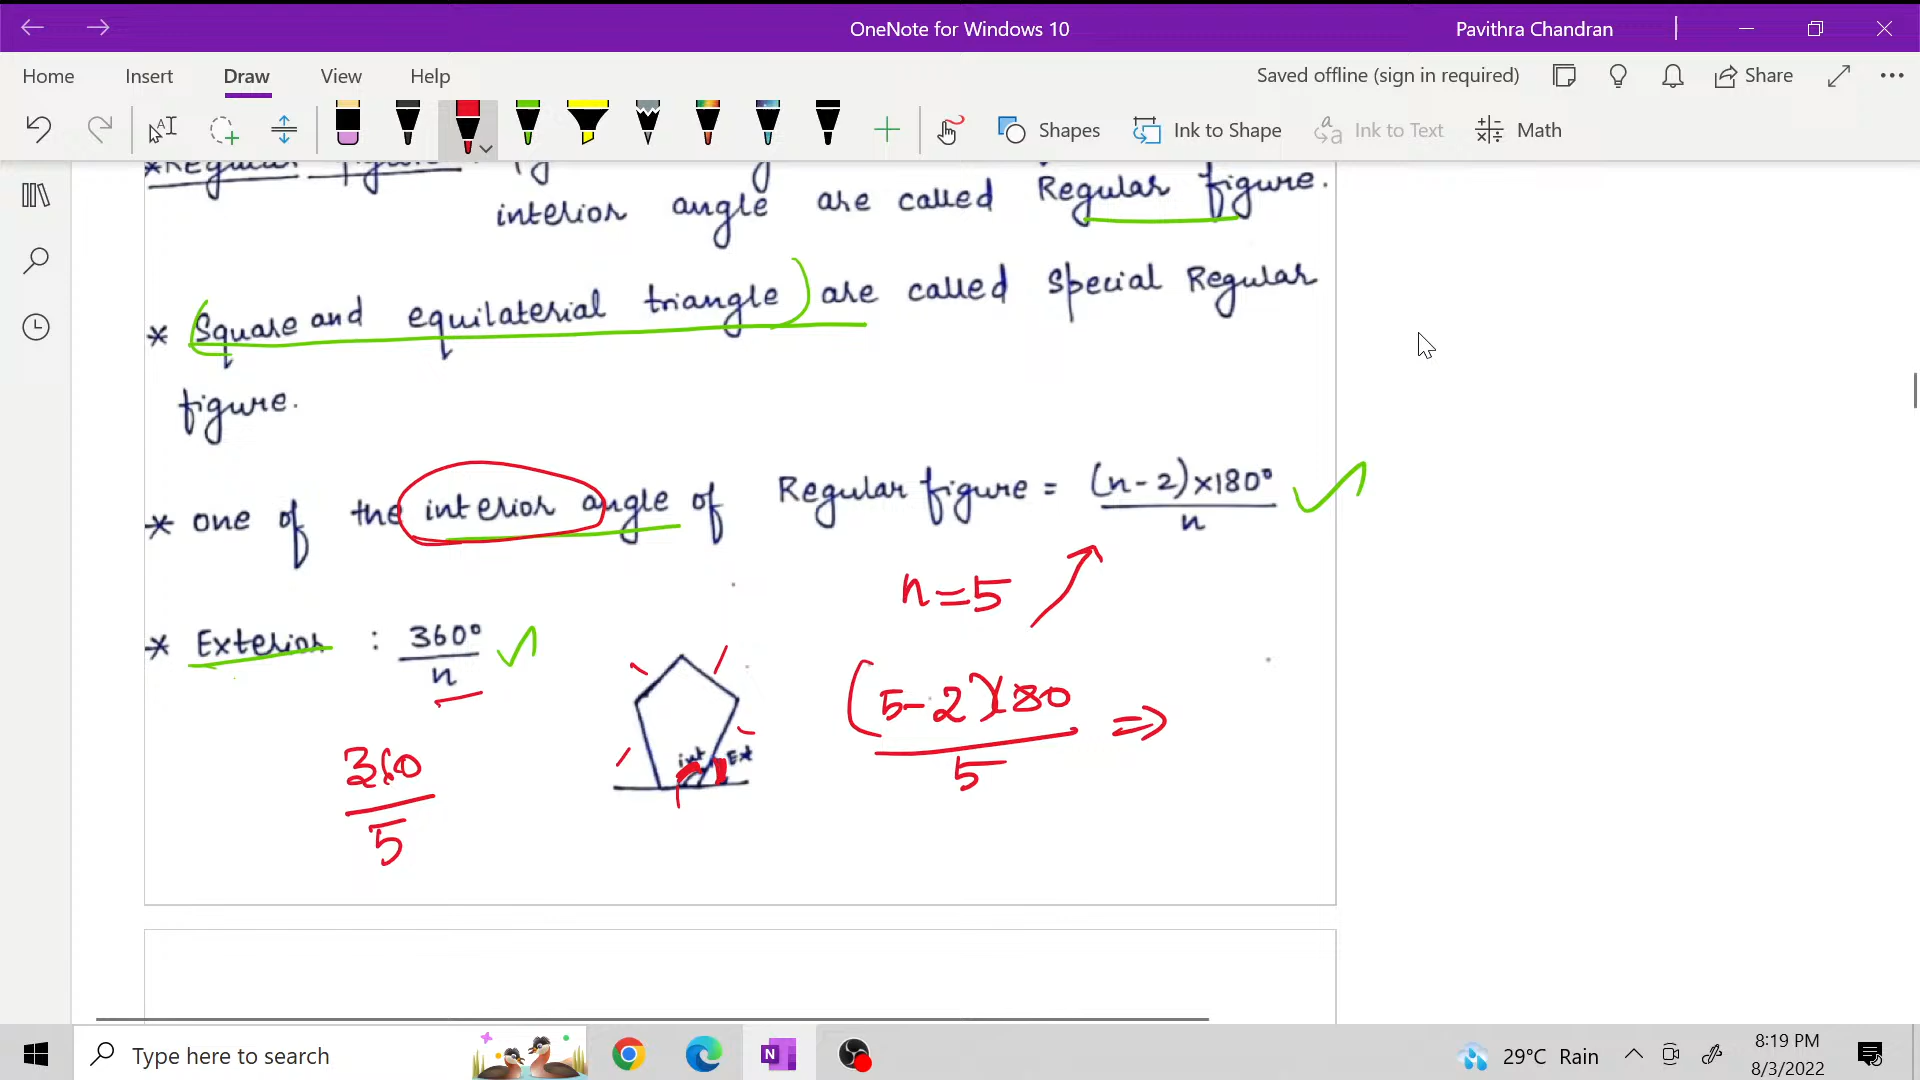 OneNote for Windows 10
Pavithra Chandran
Home Insert Draw View Help
Saved offline (sign in required)
Share
Shapes
Ink to Shape
Ink to Text
Math
*Regular figure
interior angle are called Regular figure.
* Square and equilaterial triangle are called special Regular
figure.
* one of the interior angle of Regular figure = (n-2)×180°
n
n=5
* Exterior : 360°
n
(5-2)180 ⇒
5
int Ext
360
5
Type here to search
29°C Rain
8:19 PM
8/3/2022